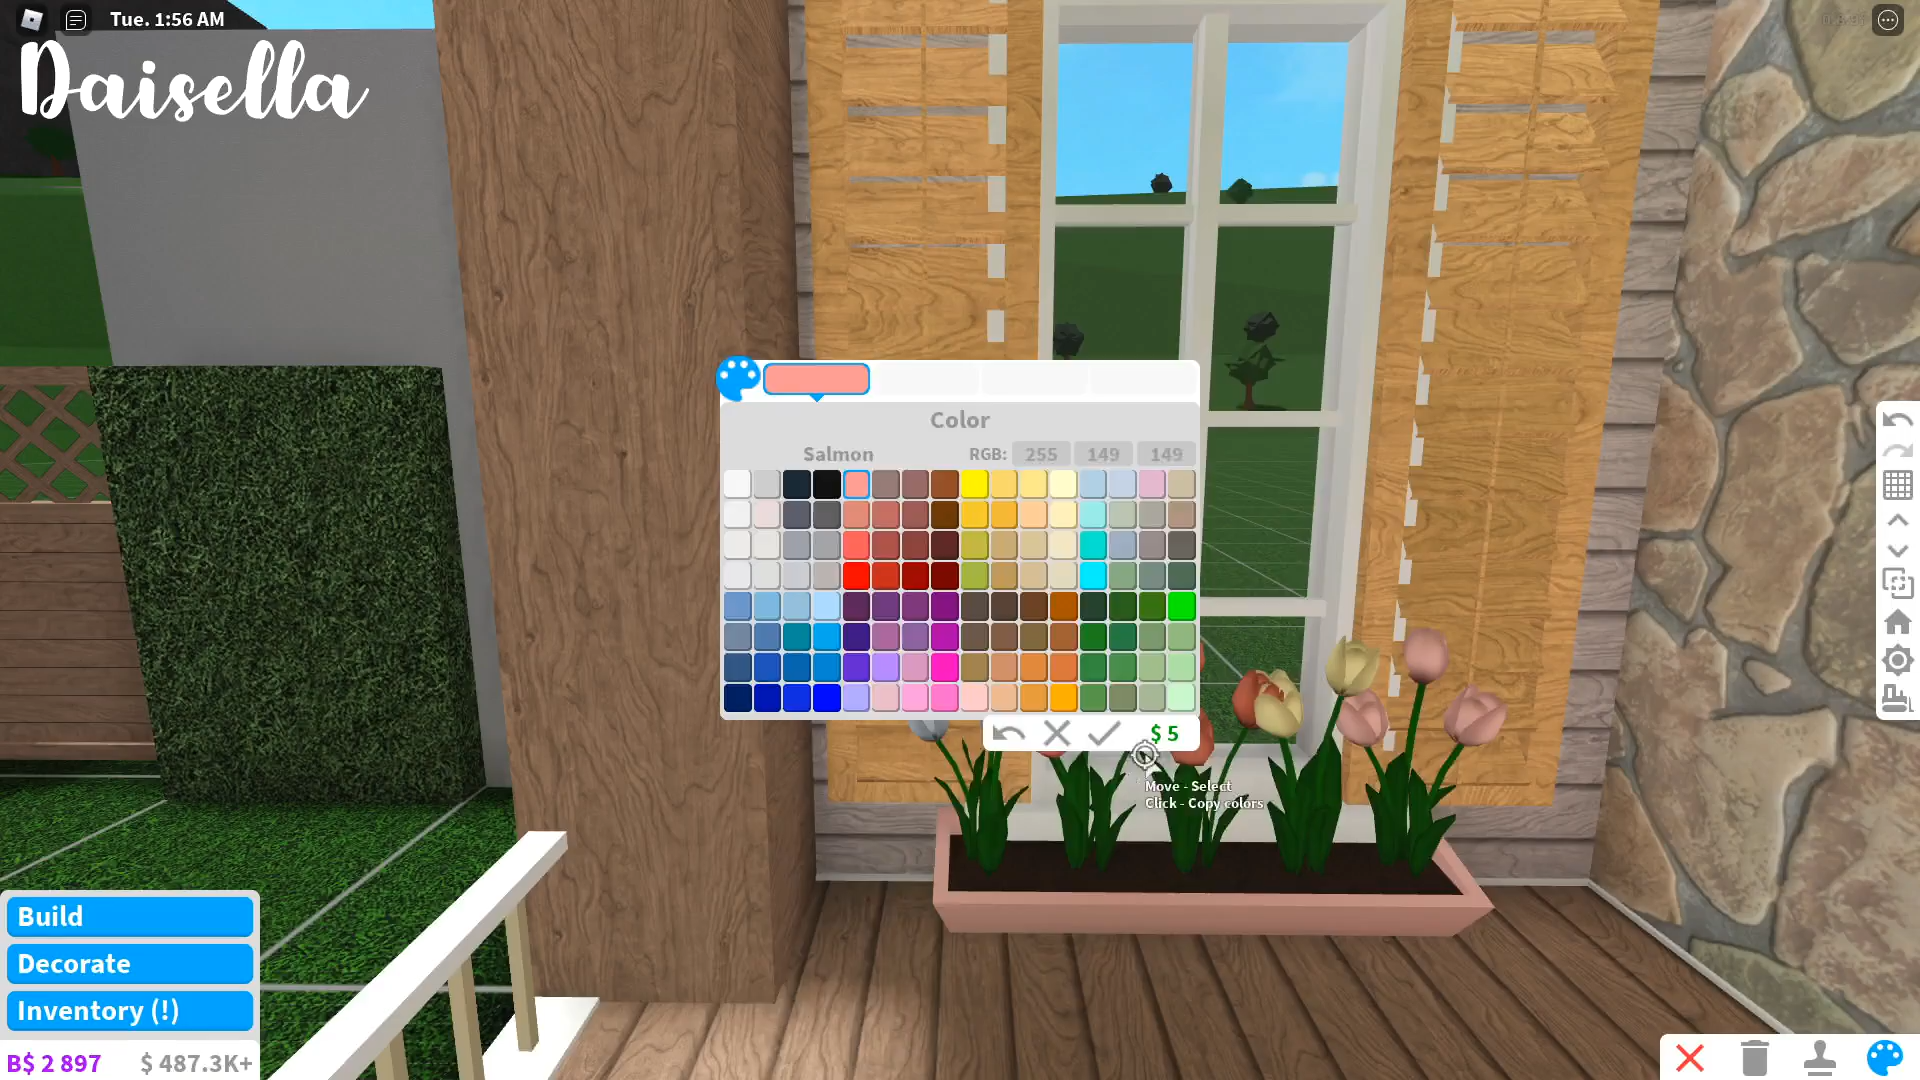 Tue. 1:56 AM
Daisella
Color
Salmon RGB: 255 149 149
$ 5
Move - Select
Click - Copy colors
Build
Decorate
Inventory (!)
B$ 2 897 $ 487.3K+